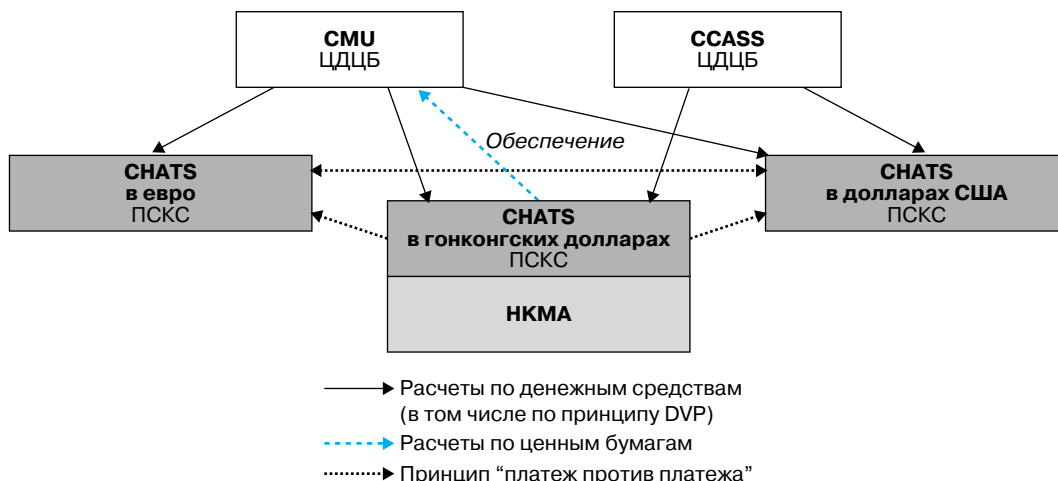 CMU
ЦДЦБ
CCASS
ЦДЦБ
Обеспечение
CHATS
в евро
ПСКС
CHATS
в долларах США
ПСКС
CHATS
в гонконгских долларах
ПСКС
НКМА
Расчеты по денежным средствам
(в том числе по принципу DVP)
Расчеты по ценным бумагам
Принцип “платеж против платежа”